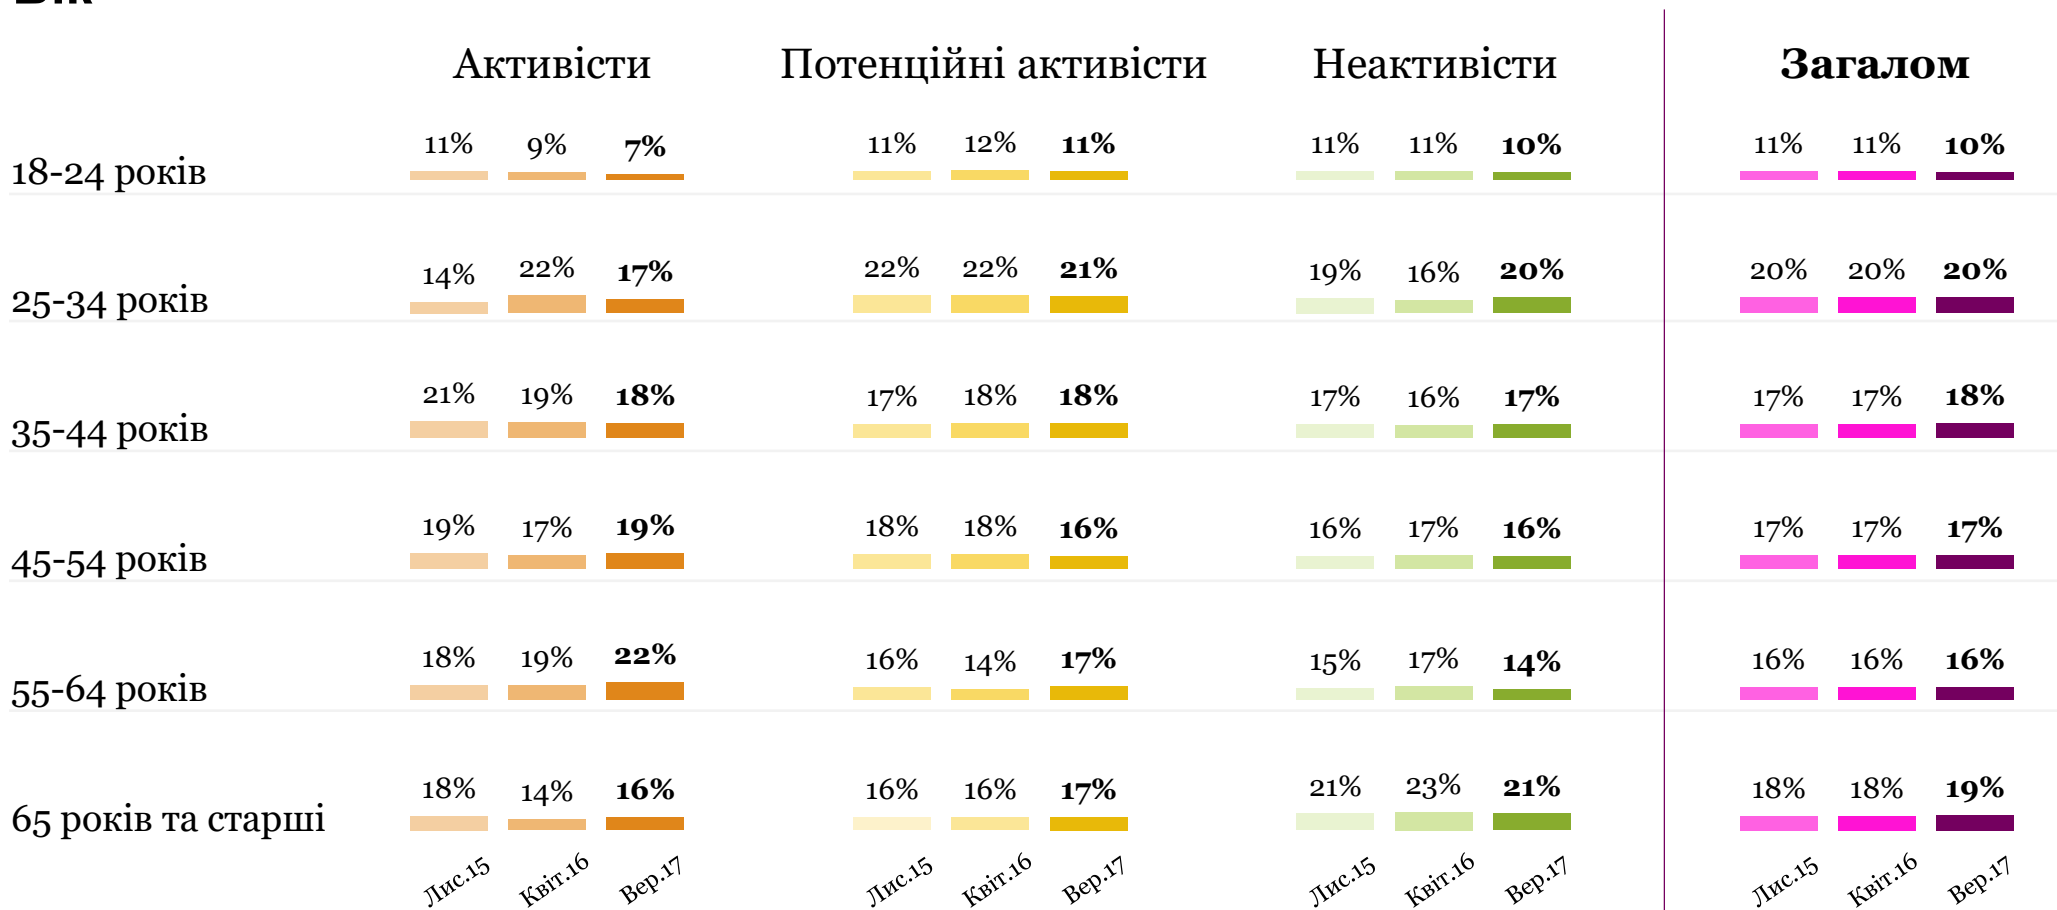 Вік
Активісти Потенційні активісти Неактивісти Загалом
11% 9% 7% 11% 12% 11% 11% 11% 10% 11% 11% 10%
18-24 років
14% 22% 17% 22% 22% 21% 19% 16% 20% 20% 20% 20%
25-34 років
21% 19% 18% 17% 18% 18% 17% 16% 17% 17% 17% 18%
35-44 років
19% 17% 19% 18% 18% 16% 16% 17% 16% 17% 17% 17%
45-54 років
18% 19% 22% 16% 14% 17% 15% 17% 14% 16% 16% 16%
55-64 років
18% 14% 16% 16% 16% 17% 21% 23% 21% 18% 18% 19%
65 років та старші
Лис.15 Квіт.16 Вер.17 Лис.15 Квіт.16 Вер.17 Лис.15 Квіт.16 Вер.17 Лис.15 Квіт.16 Вер.17